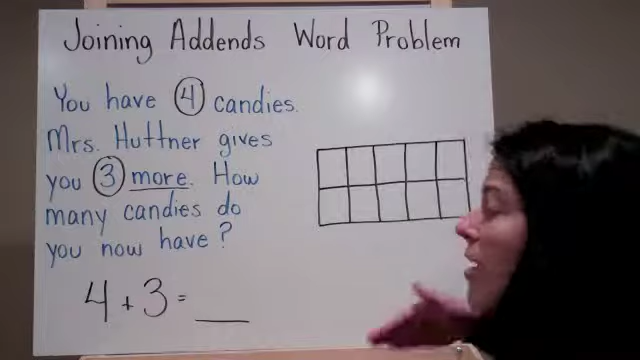 Joining Addends Word Problem
You have 4 candies.
Mrs. Huttner gives
you 3 more. How
many candies do
you now have?
4 + 3 = ___